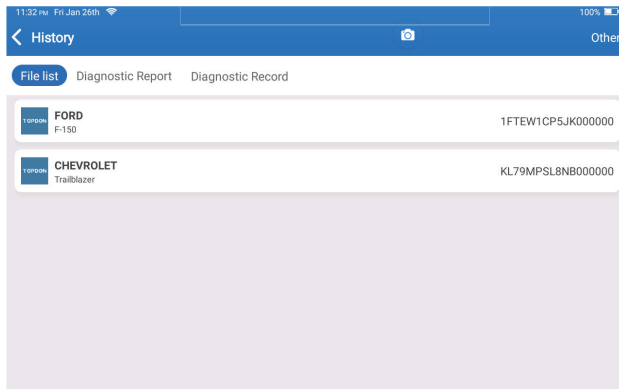 11:32 PM Fri Jan 26th 100%
History Other
File list Diagnostic Report Diagnostic Record
TOPDON FORD 1FTEW1CP5JK000000
F-150
TOPDON CHEVROLET KL79MPSL8NB000000
Trailblazer